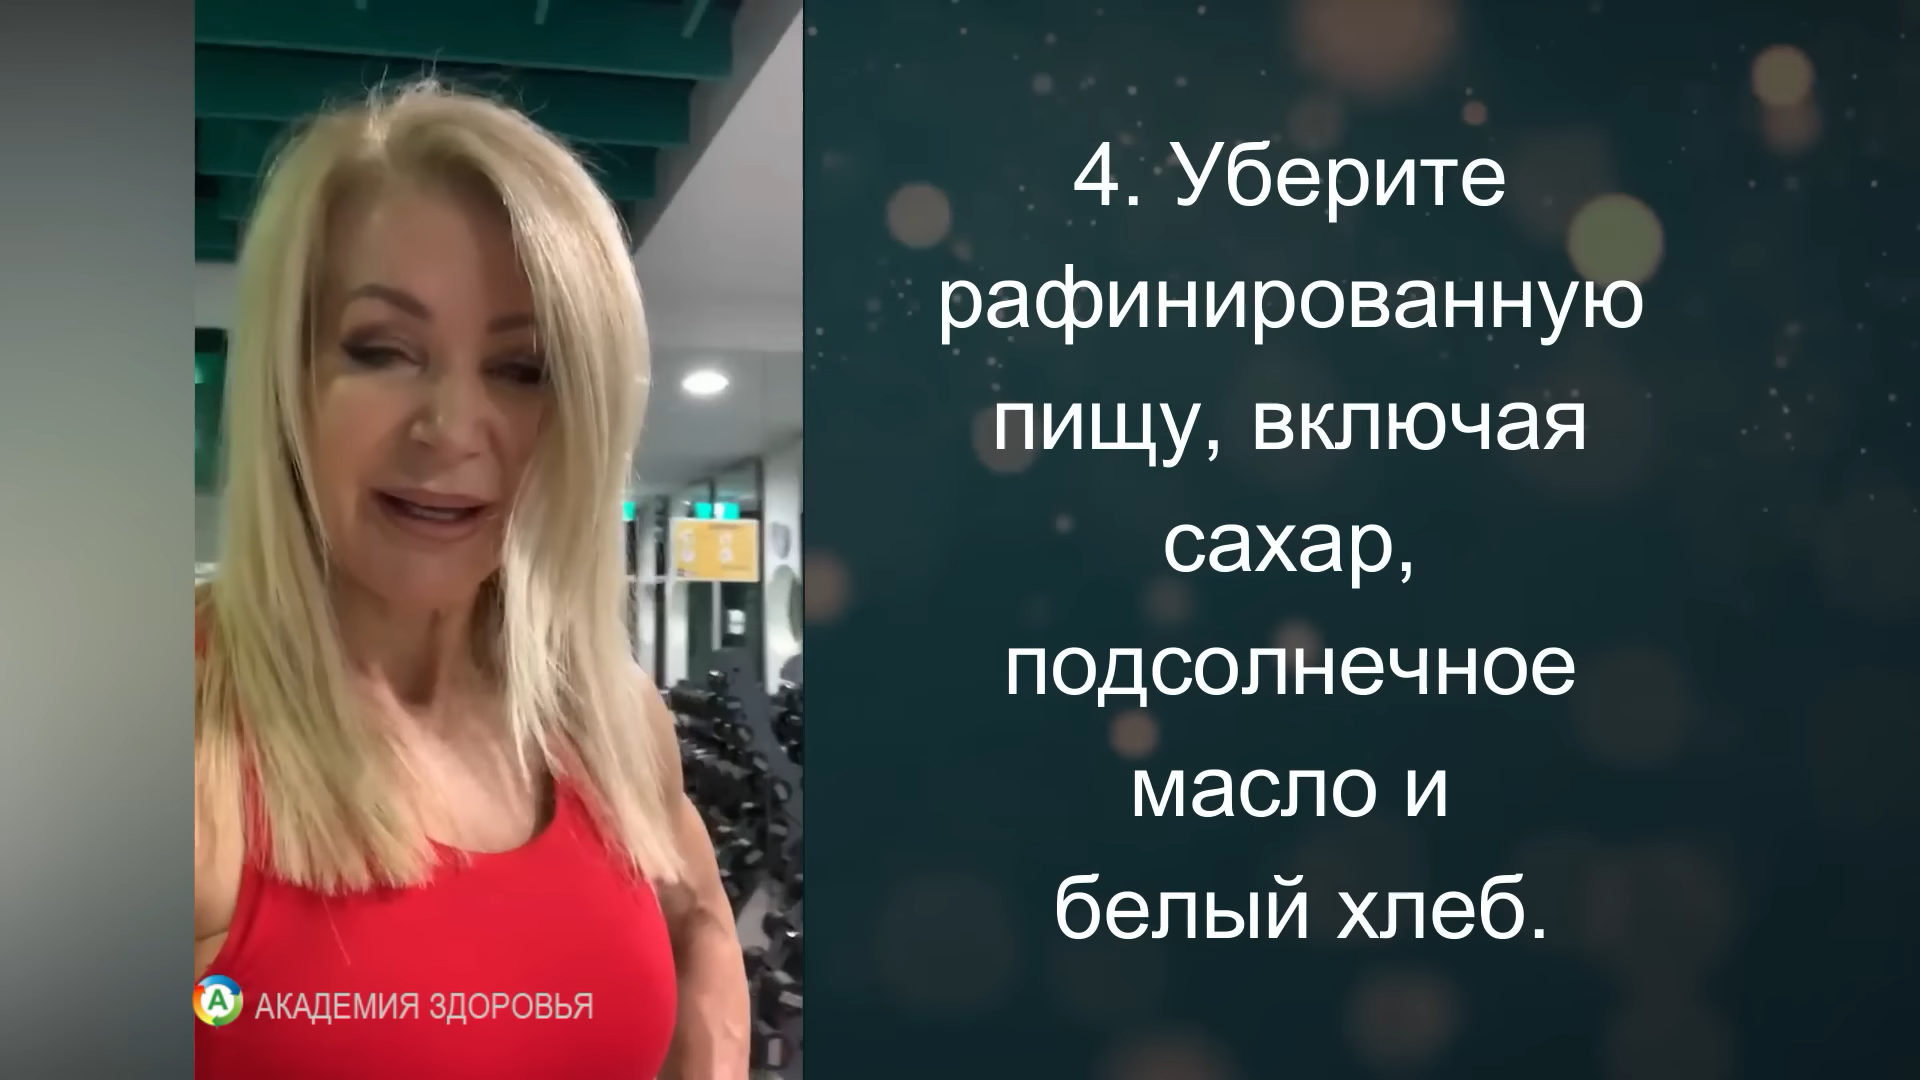 4. Уберите
рафинированную
пищу, включая
сахар,
подсолнечное
масло и
белый хлеб.
А АКАДЕМИЯ ЗДОРОВЬЯ